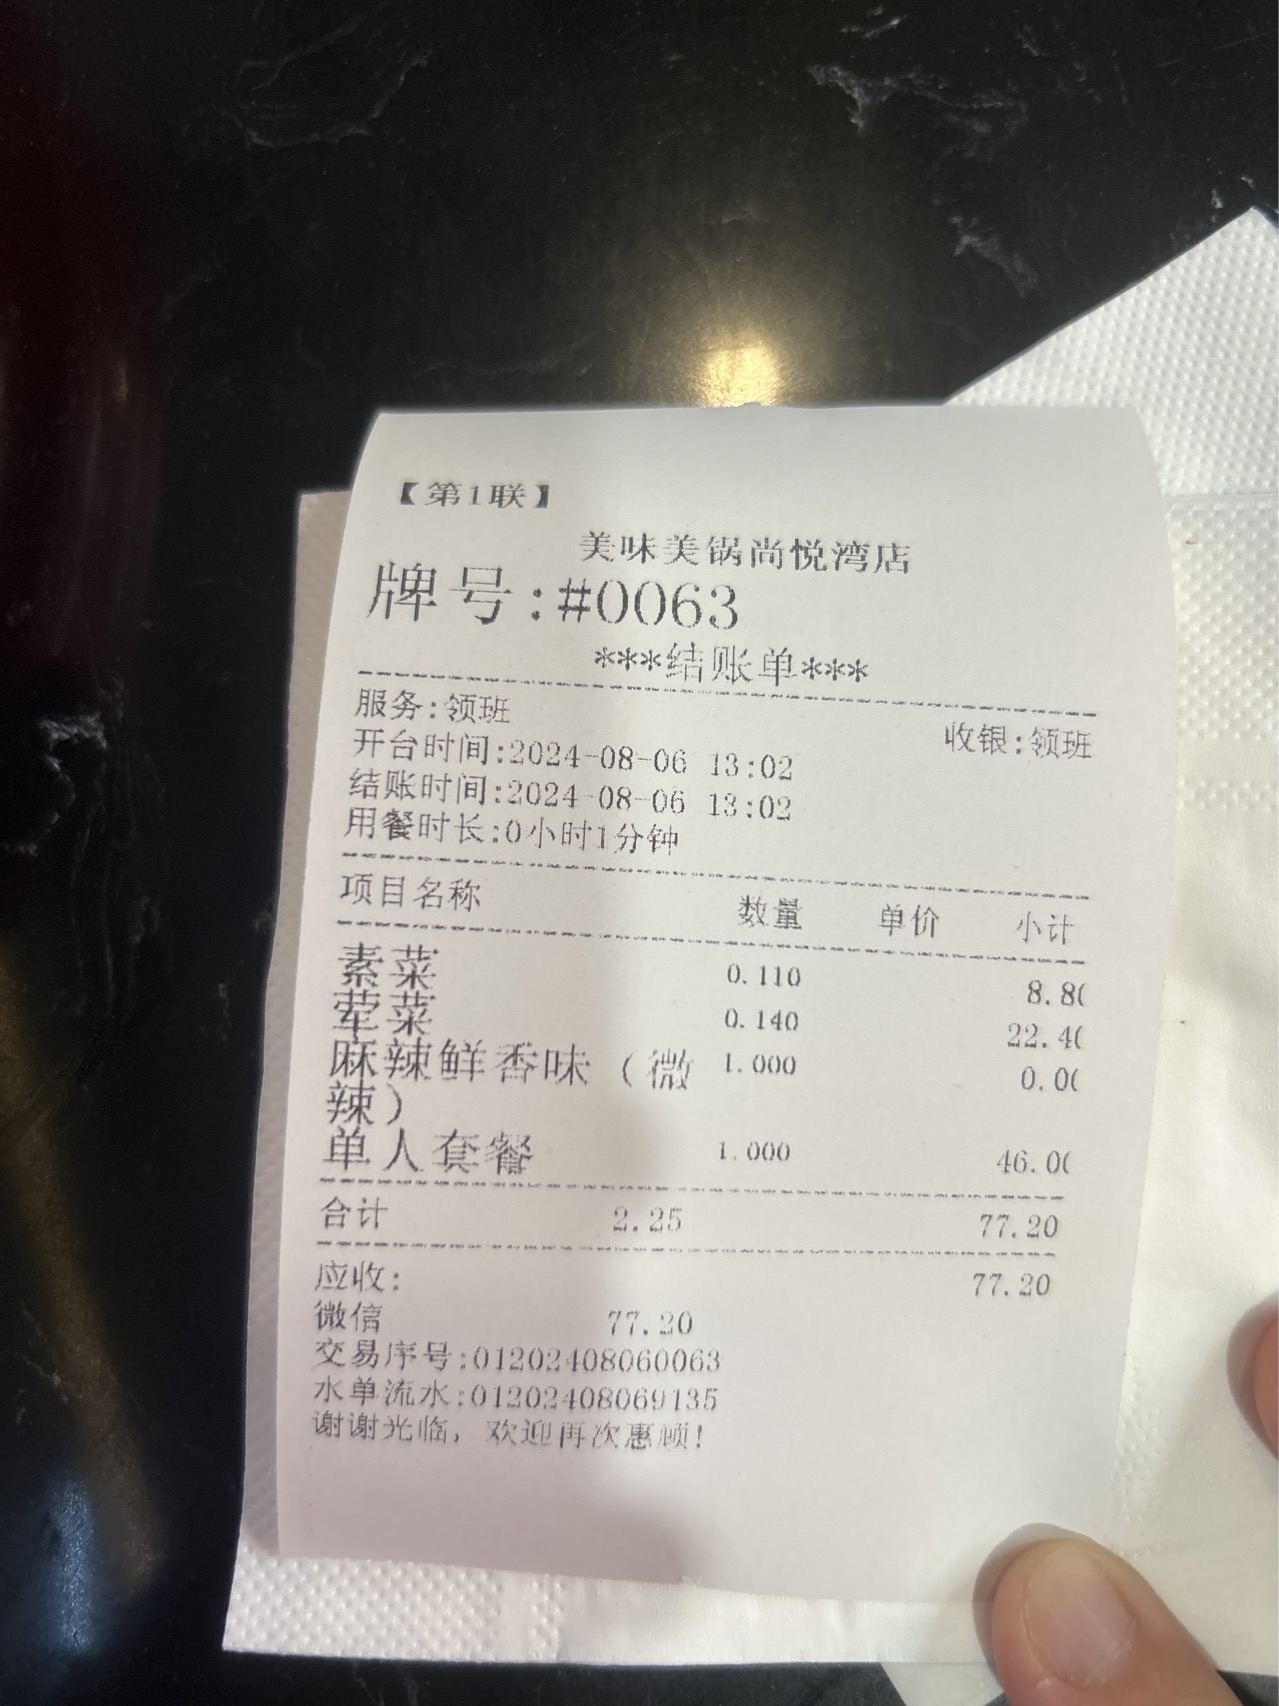 【第1联】
美味美锅尚悦湾店
牌号:#0063
***结账单***
服务:领班 收银:领班
开台时间:2024-08-06 13:02
结账时间:2024-08-06 13:02
用餐时长:0小时1分钟
项目名称 数量 单价 小计
素菜 0.110 8.80
荤菜 0.140 22.40
麻辣鲜香味（微 1.000 0.00
辣）
单人套餐 1.000 46.00
合计 2.25 77.20
应收: 77.20
微信 77.20
交易序号:01202408060063
水单流水:01202408069135
谢谢光临, 欢迎再次惠顾!